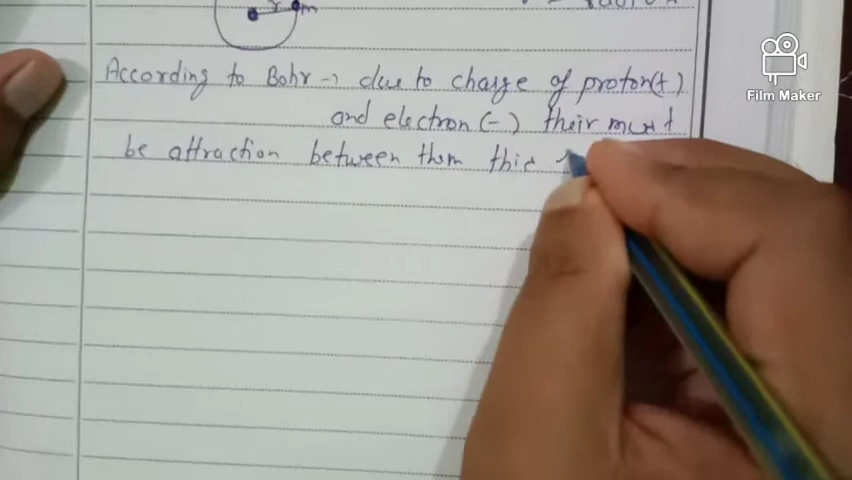 r m
According to Bohr → due to charge of proton(+)
and electron (-) their must
be attraction between them this
Film Maker